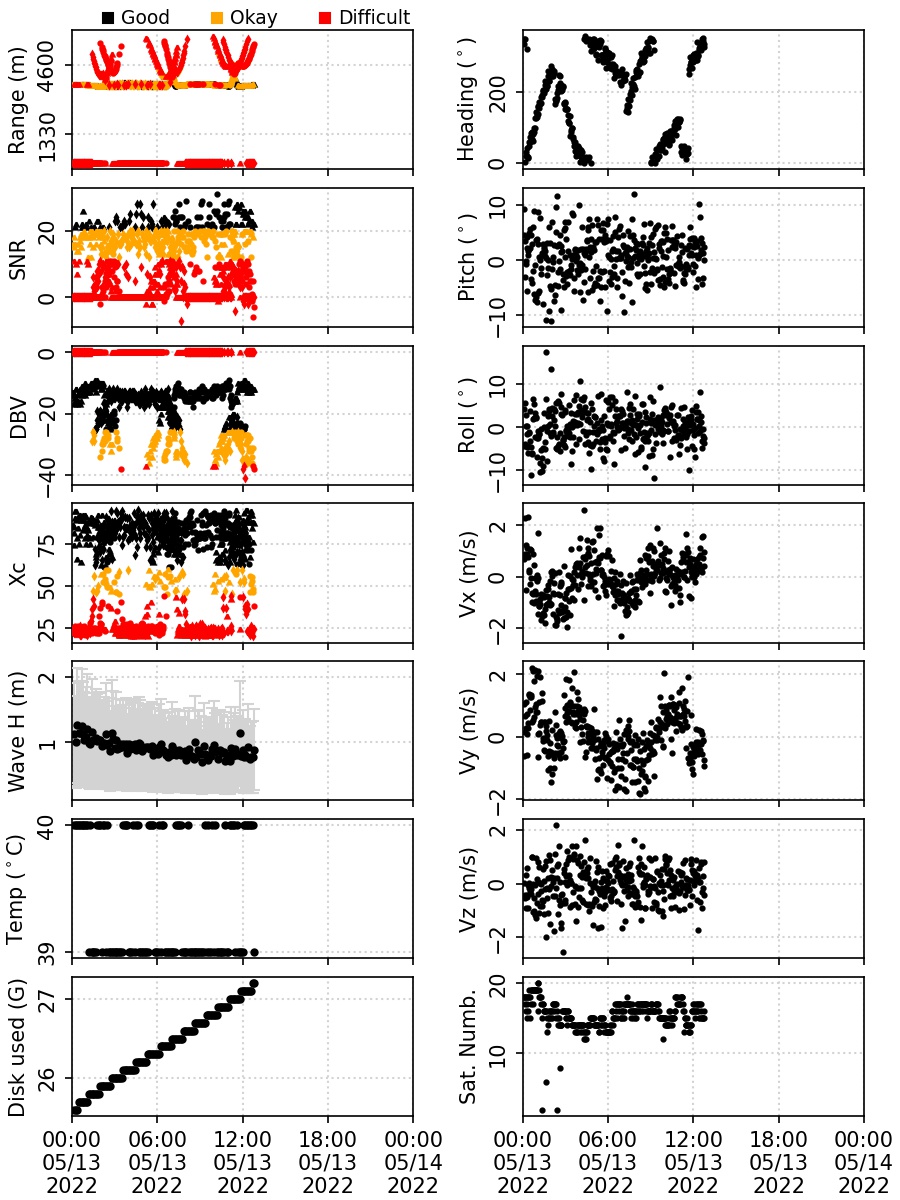 Good Okay Difficult
Range (m)
4600
1330
Heading (°)
200
0
SNR
20
0
Pitch (°)
10
0
−10
DBV
0
−20
−40
Roll (°)
10
0
−10
Xc
75
50
25
Vx (m/s)
2
0
−2
Wave H (m)
2
1
Vy (m/s)
2
0
−2
Temp (°C)
40
39
Vz (m/s)
2
0
−2
Disk used (G)
27
26
Sat. Numb.
20
10
00:00 06:00 12:00 18:00 00:00
05/13 05/13 05/13 05/13 05/14
2022 2022 2022 2022 2022
00:00 06:00 12:00 18:00 00:00
05/13 05/13 05/13 05/13 05/14
2022 2022 2022 2022 2022